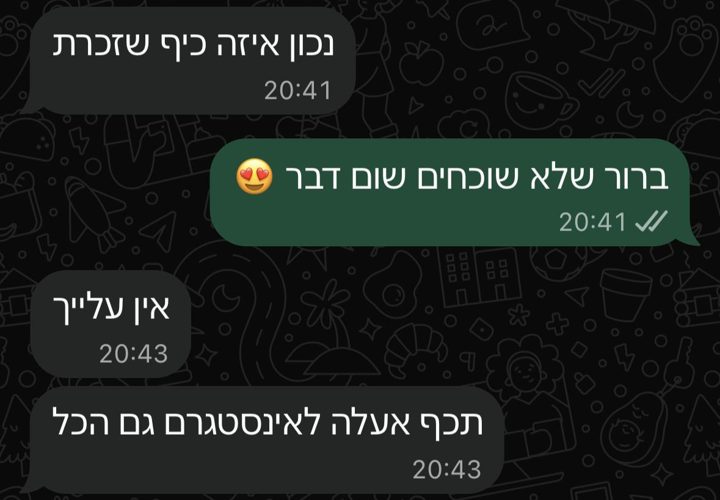 נכון איזה כיף שזכרת
20:41
ברור שלא שוכחים שום דבר 😍
20:41
אין עלייך
20:43
תכף אעלה לאינסטגרם גם הכל
20:43